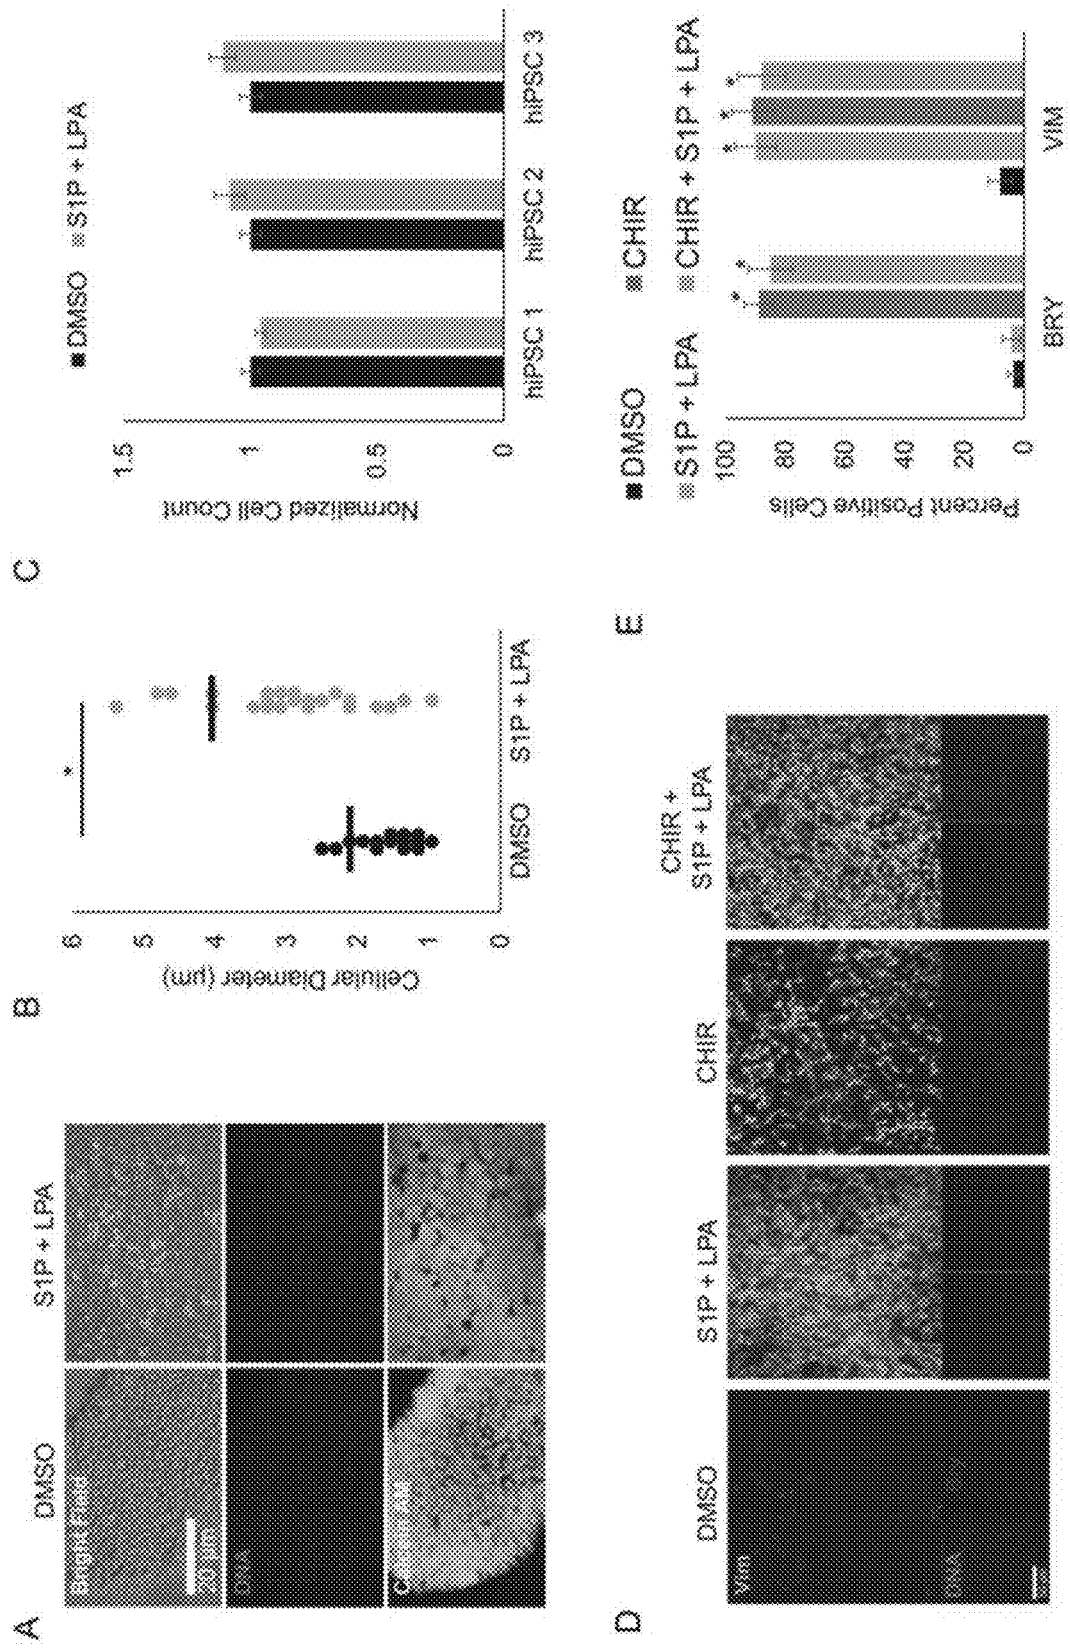 A
DMSO
S1P + LPA
Bright Field
20 µm
DNA
B
Cellular Diameter (µm)
6
5
4
3
2
1
0
*
DMSO
S1P + LPA
C
■ DMSO ■ S1P + LPA
Normalized Cell Count
1.5
1
0.5
0
hiPSC 1
hiPSC 2
hiPSC 3
D
DMSO
S1P + LPA
CHIR
CHIR +
S1P + LPA
Vim
DNA
E
■ DMSO ■ CHIR
■ S1P + LPA ■ CHIR + S1P + LPA
Percent Positive Cells
100
80
60
40
20
0
* * * * *
BRY
VIM